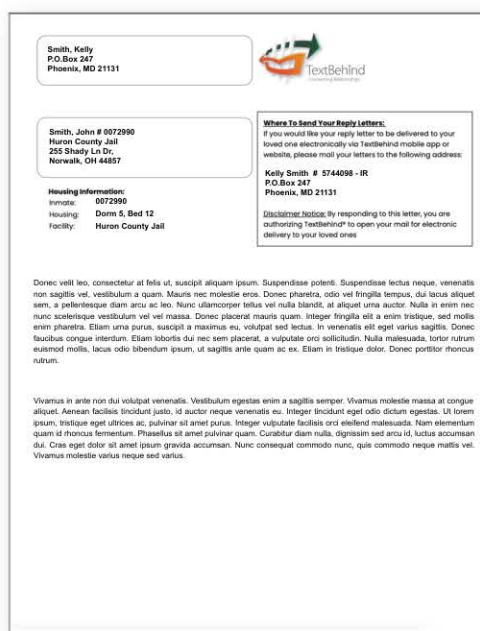 Smith, Kelly
P.O.Box 247
Phoenix, MD 21131
TextBehind
Connecting Relationships
Smith, John # 0072990
Huron County Jail
255 Shady Ln Dr,
Norwalk, OH 44857
Housing Information:
Inmate: 0072990
Housing: Dorm 5, Bed 12
Facility: Huron County Jail
Where To Send Your Reply Letters:
If you would like your reply letter to be delivered to your
loved one electronically via TextBehind mobile app or
website, please mail your letters to the following address:
Kelly Smith # 5744098 - IR
P.O.Box 247
Phoenix, MD 21131
Disclaimer Notice: By responding to this letter, you are
authorizing TextBehind® to open your mail for electronic
delivery to your loved ones
Donec velit leo, consectetur at felis ut, suscipit aliquam ipsum. Suspendisse potenti. Suspendisse lectus neque, venenatis
non sagittis vel, vestibulum a quam. Mauris nec molestie eros. Donec pharetra, odio vel fringilla tempus, dui lacus aliquet
sem, a pellentesque diam arcu ac leo. Nunc ullamcorper tellus vel nulla blandit, at aliquet urna auctor. Nulla in enim nec
nunc scelerisque vestibulum vel vel massa. Donec placerat mauris quam. Integer fringilla elit a enim tristique, sed mollis
enim pharetra. Etiam urna purus, suscipit a maximus eu, volutpat sed lectus. In venenatis elit eget varius sagittis. Donec
faucibus congue interdum. Etiam lobortis dui nec sem placerat, a vulputate orci sollicitudin. Nulla malesuada, tortor rutrum
euismod mollis, lacus odio bibendum ipsum, ut sagittis ante quam ac ex. Etiam in tristique dolor. Donec porttitor rhoncus
rutrum.
Vivamus in ante non dui volutpat venenatis. Vestibulum egestas enim a sagittis semper. Vivamus molestie massa at congue
aliquet. Aenean facilisis tincidunt justo, id auctor neque venenatis eu. Integer tincidunt eget odio dictum egestas. Ut lorem
ipsum, tristique eget ultrices ac, pulvinar sit amet purus. Integer vulputate facilisis orci eleifend malesuada. Nam elementum
quam id rhoncus fermentum. Phasellus sit amet pulvinar quam. Curabitur diam nulla, dignissim sed arcu id, luctus accumsan
dui. Cras eget dolor sit amet ipsum gravida accumsan. Nunc consequat commodo nunc, quis commodo neque mattis vel.
Vivamus molestie varius neque sed varius.